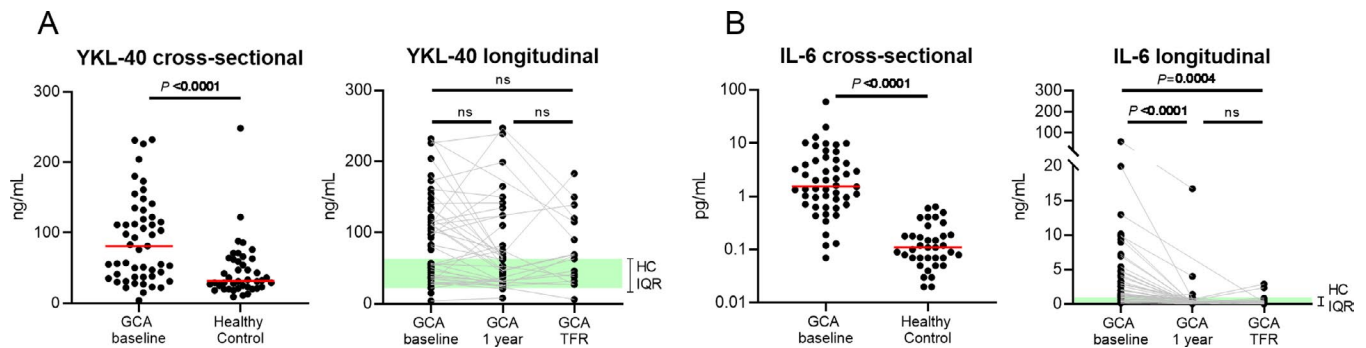 A
YKL-40 cross-sectional
P <0.0001
300
200
100
0
ng/mL
GCA
baseline
Healthy
Control
YKL-40 longitudinal
ns
ns
ns
300
250
200
150
100
50
0
ng/mL
HC
IQR
GCA
baseline
GCA
1 year
GCA
TFR
B
IL-6 cross-sectional
P <0.0001
100
10
1
0.1
0.01
pg/mL
GCA
baseline
Healthy
Control
IL-6 longitudinal
P=0.0004
P <0.0001
ns
300
200
100
20
15
10
5
0
ng/mL
HC
IQR
GCA
baseline
GCA
1 year
GCA
TFR